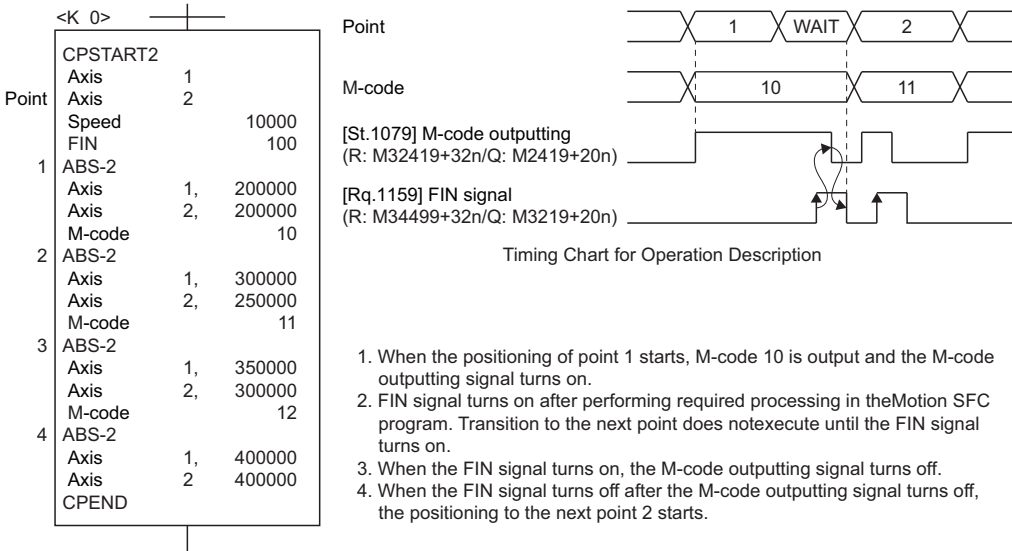 <K 0>
CPSTART2
Axis 1
Point Axis 2
Speed 10000
FIN 100
1 ABS-2
Axis 1, 200000
Axis 2, 200000
M-code 10
2 ABS-2
Axis 1, 300000
Axis 2, 250000
M-code 11
3 ABS-2
Axis 1, 350000
Axis 2, 300000
M-code 12
4 ABS-2
Axis 1, 400000
Axis 2 400000
CPEND
Point 1 WAIT 2
M-code 10 11
[St.1079] M-code outputting
(R: M32419+32n/Q: M2419+20n)
[Rq.1159] FIN signal
(R: M34499+32n/Q: M3219+20n)
Timing Chart for Operation Description
1. When the positioning of point 1 starts, M-code 10 is output and the M-code
outputting signal turns on.
2. FIN signal turns on after performing required processing in theMotion SFC
program. Transition to the next point does notexecute until the FIN signal
turns on.
3. When the FIN signal turns on, the M-code outputting signal turns off.
4. When the FIN signal turns off after the M-code outputting signal turns off,
the positioning to the next point 2 starts.